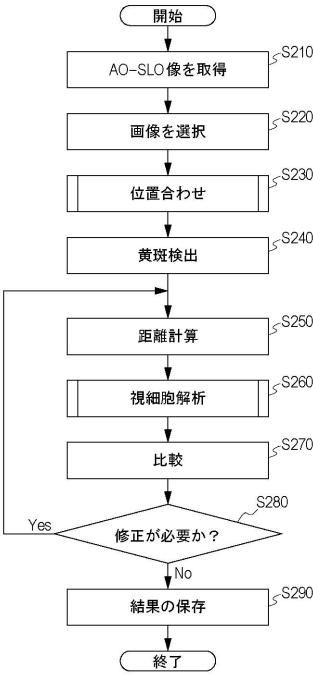 開始
S210
AO-SLO像を取得
S220
画像を選択
S230
位置合わせ
S240
黄斑検出
S250
距離計算
S260
視細胞解析
S270
比較
S280
修正が必要か?
Yes
No
S290
結果の保存
終了